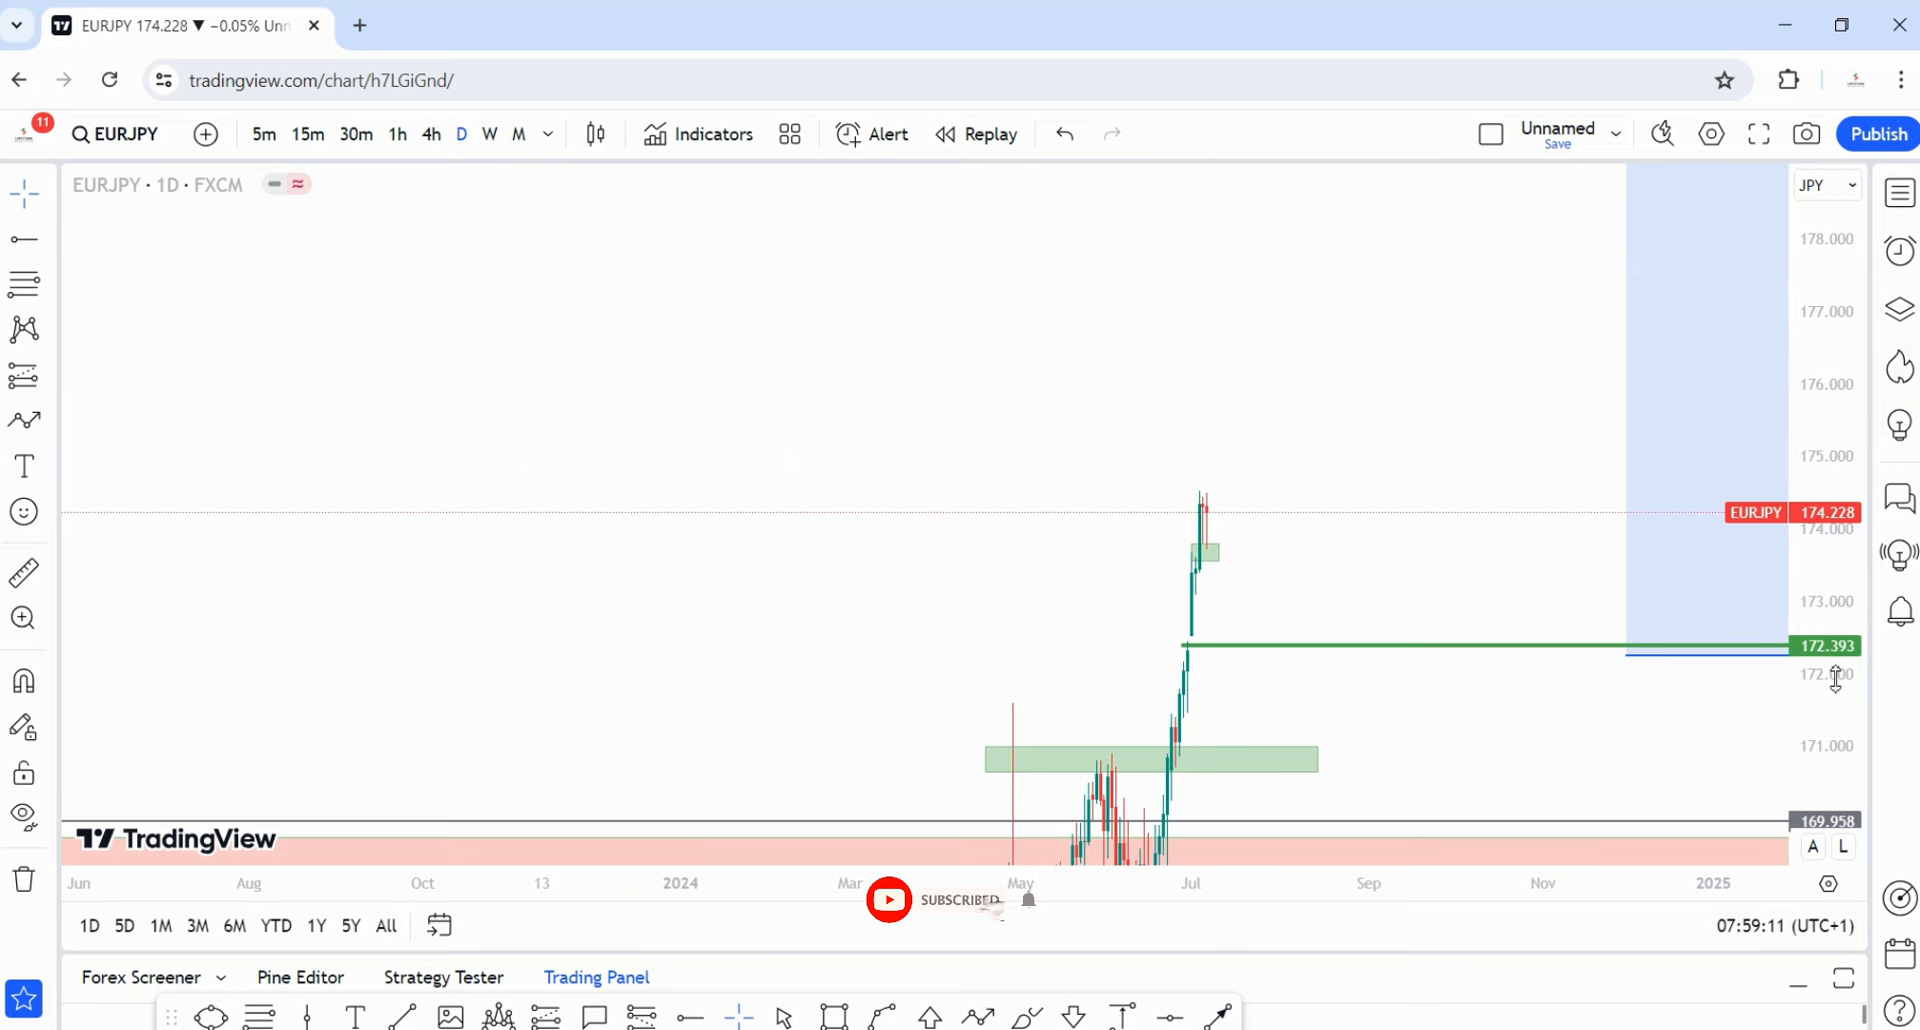 EURJPY 174.228 ▼ −0.05% Unn
tradingview.com/chart/h7LGiGnd/
11
EURJPY
5m 15m 30m 1h 4h D W M
Indicators
Alert
Replay
Unnamed
Save
Publish
EURJPY · 1D · FXCM
JPY
178.000
177.000
176.000
175.000
EURJPY 174.228
174.000
173.000
172.393
171.000
169.958
TradingView
A L
Jun Aug Oct 13 2024 Mar May Jul Sep Nov 2025
SUBSCRIBED
1D 5D 1M 3M 6M YTD 1Y 5Y All
07:59:11 (UTC+1)
Forex Screener Pine Editor Strategy Tester Trading Panel